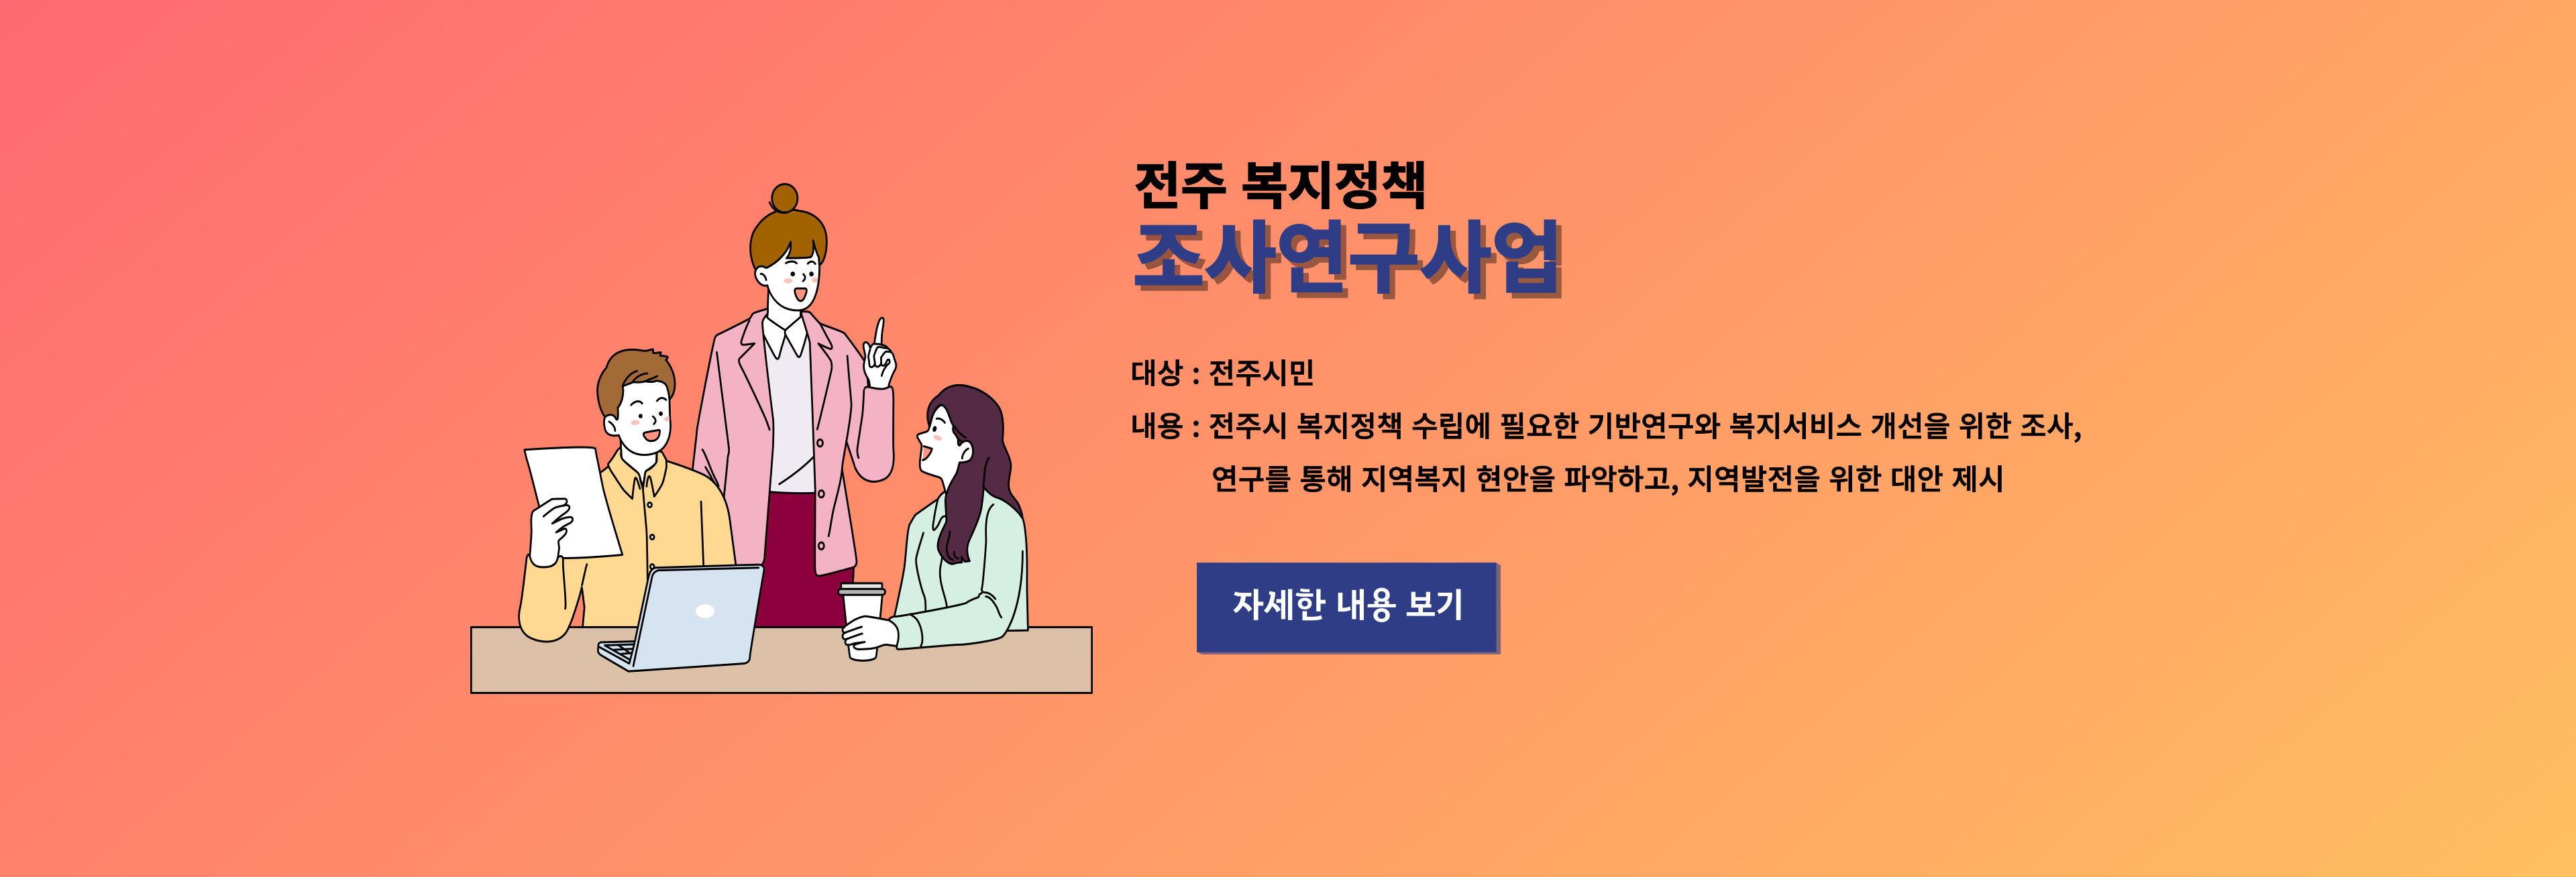 전주 복지정책
조사연구사업
대상 : 전주시민
내용 : 전주시 복지정책 수립에 필요한 기반연구와 복지서비스 개선을 위한 조사,
연구를 통해 지역복지 현안을 파악하고, 지역발전을 위한 대안 제시
자세한 내용 보기